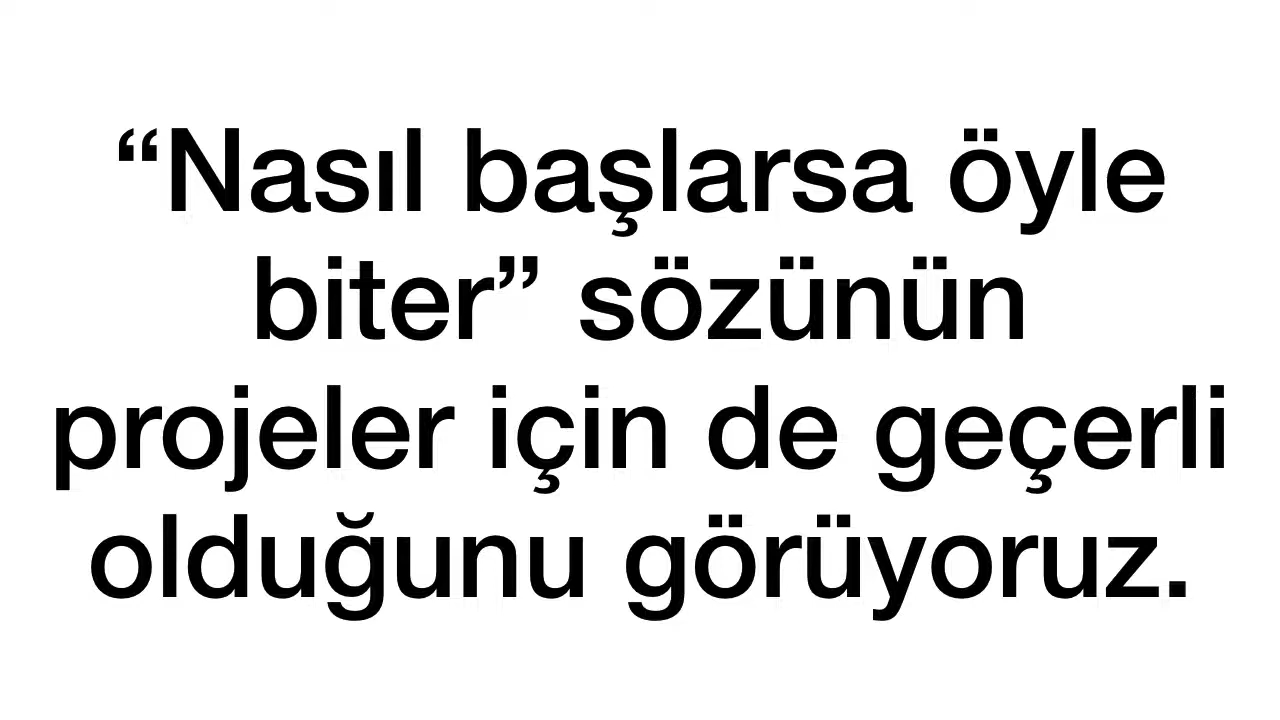 “Nasıl başlarsa öyle
biter” sözünün
projeler için de geçerli
olduğunu görüyoruz.